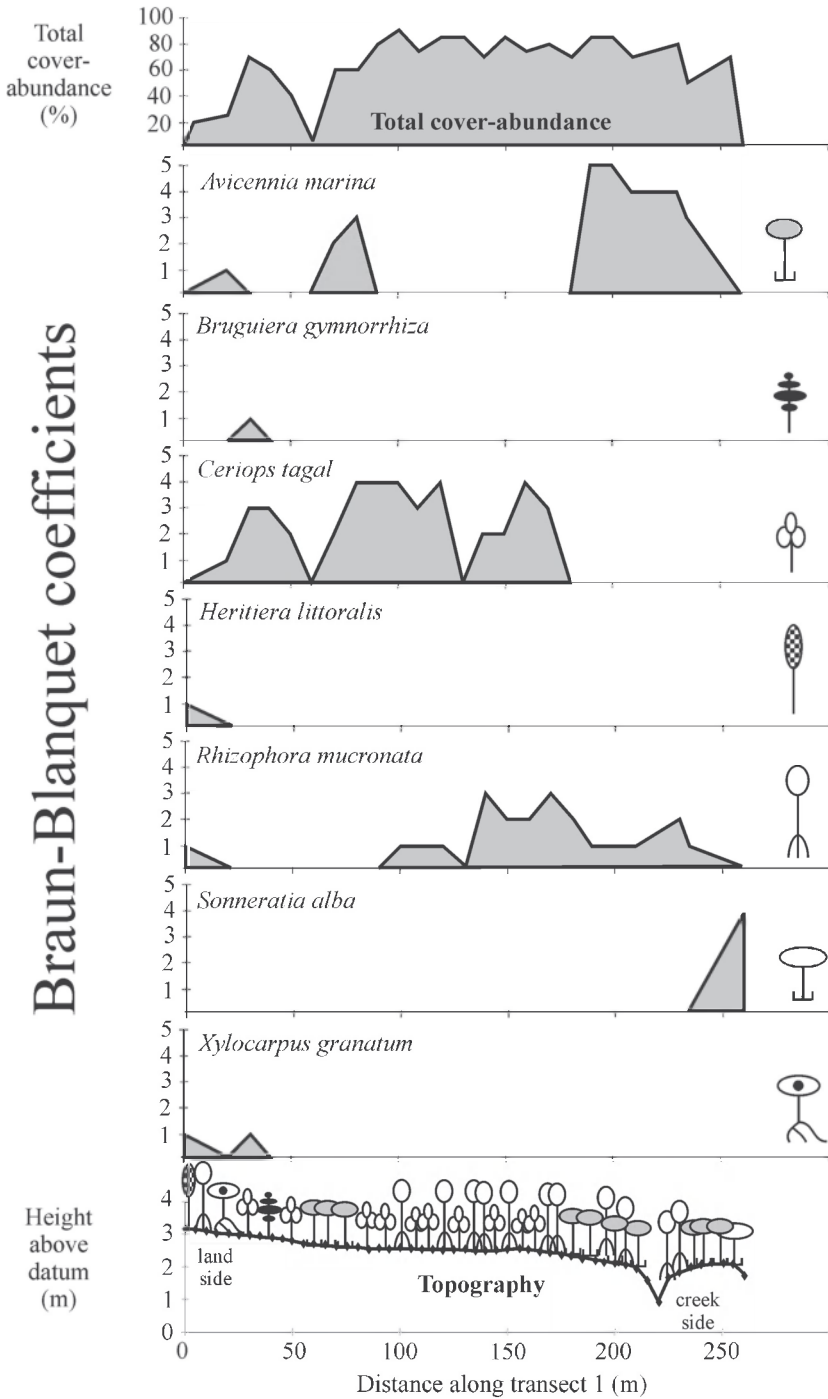 Total
cover-
abundance
(%)
100
80
60
40
20
Total cover-abundance
Braun-Blanquet coefficients
5
4
3
2
1
Avicennia marina
5
4
3
2
1
Bruguiera gymnorrhiza
5
4
3
2
1
Ceriops tagal
5
4
3
2
1
Heritiera littoralis
5
4
3
2
1
Rhizophora mucronata
5
4
3
2
1
Sonneratia alba
5
4
3
2
1
Xylocarpus granatum
Height
above
datum
(m)
4
3
2
1
0
land
side
Topography
creek
side
0 50 100 150 200 250
Distance along transect 1 (m)